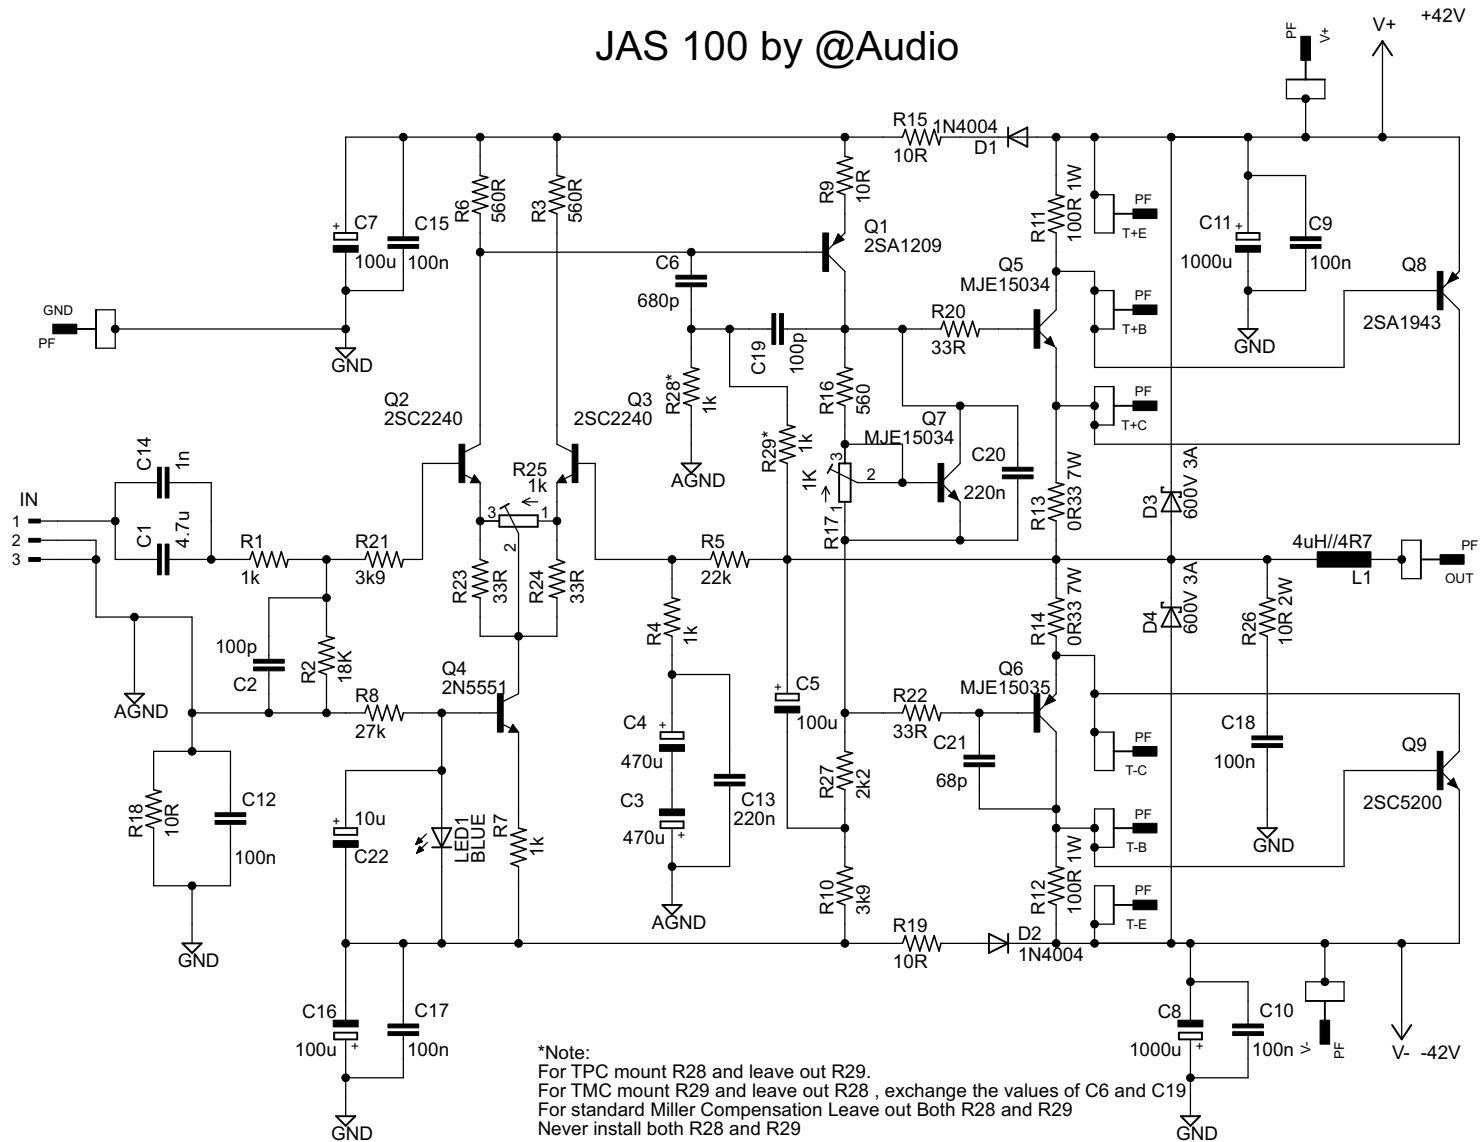 JAS 100 by @Audio
PF
V+
V+
+42V
R15
10R
1N4004
D1
R6
560R
R3
560R
R9
10R
R11
100R 1W
PF
T+E
C7
100u
C15
100n
Q1
2SA1209
C11
1000u
C9
100n
C6
680p
Q5
MJE15034
Q8
2SA1943
GND
PF
PF
T+B
R20
33R
C19
100p
GND
GND
Q2
2SC2240
Q3
2SC2240
R28*
1k
R16
560
PF
T+C
Q7
MJE15034
R29*
1k
AGND
C14
1n
R25
1k
3
1
2
1K
3
2
1
R17
C20
220n
R13
0R33 7W
D3
600V 3A
IN
1
2
3
C1
4.7u
R1
1k
R21
3k9
R23
33R
R24
33R
R5
22k
4uH//4R7
L1
PF
OUT
R4
1k
R14
0R33 7W
D4
600V 3A
R26
10R 2W
100p
C2
R2
18K
Q4
2N5551
Q6
MJE15035
AGND
R8
27k
C5
100u
R22
33R
C4
470u
C21
68p
PF
T-C
C18
100n
Q9
2SC5200
R27
2k2
C3
470u
C13
220n
R18
10R
C12
100n
10u
C22
LED1
BLUE
R7
1k
PF
T-B
GND
R10
3k9
R12
100R 1W
PF
T-E
AGND
R19
10R
D2
1N4004
GND
C16
100u
C17
100n
C8
1000u
C10
100n
V-
PF
V-
-42V
GND
GND
*Note:
For TPC mount R28 and leave out R29.
For TMC mount R29 and leave out R28 , exchange the values of C6 and C19
For standard Miller Compensation Leave out Both R28 and R29
Never install both R28 and R29